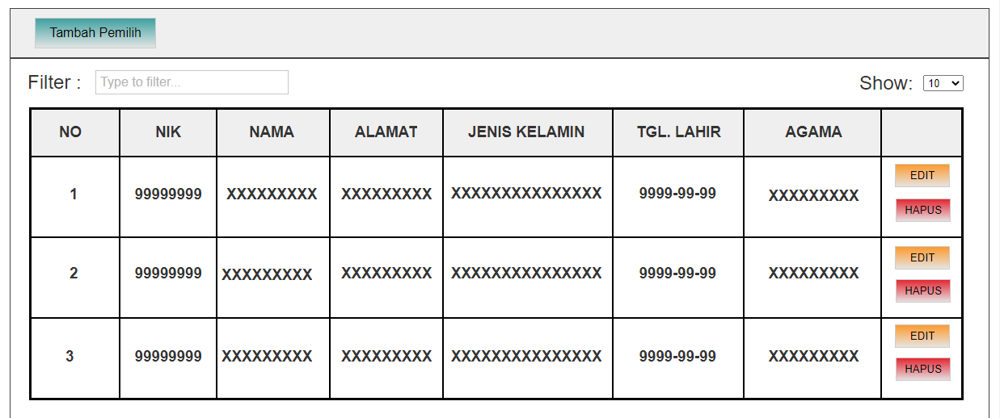 Tambah Pemilih
Filter : Type to filter... Show: 10
NO NIK NAMA ALAMAT JENIS KELAMIN TGL. LAHIR AGAMA
1 99999999 XXXXXXXXX XXXXXXXXX XXXXXXXXXXXXXXX 9999-99-99 XXXXXXXXX EDIT
HAPUS
2 99999999 XXXXXXXXX XXXXXXXXX XXXXXXXXXXXXXXX 9999-99-99 XXXXXXXXX EDIT
HAPUS
3 99999999 XXXXXXXXX XXXXXXXXX XXXXXXXXXXXXXXX 9999-99-99 XXXXXXXXX EDIT
HAPUS